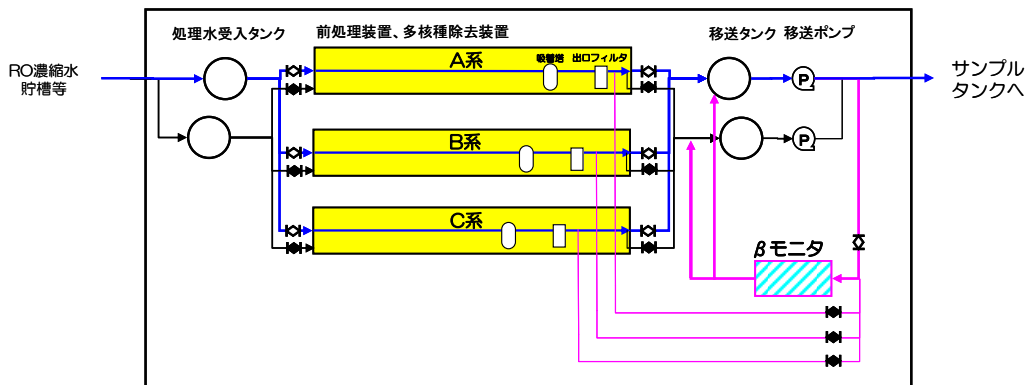 処理水受入タンク
前処理装置、多核種除去装置
移送タンク 移送ポンプ
RO濃縮水
貯槽等
A系
吸着塔 出口フィルタ
P
サンプル
タンクへ
B系
P
C系
βモニタ